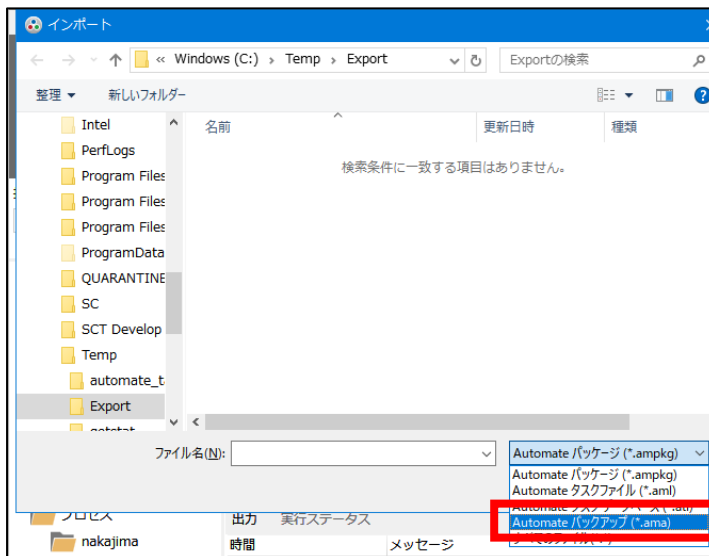 インポート
« Windows (C:) › Temp › Export
Exportの検索
整理 新しいフォルダー
名前 更新日時 種類
検索条件に一致する項目はありません。
Intel
PerfLogs
Program Files
Program Files
Program Files
ProgramData
QUARANTINE
SC
SCT Develop
Temp
automate_t
Export
ファイル名(N):
Automate パッケージ (*.ampkg)
Automate パッケージ (*.ampkg)
Automate タスクファイル (*.aml)
Automate バックアップ (*.ama)
プロセス
nakajima
出力 実行ステータス
時間 メッセージ